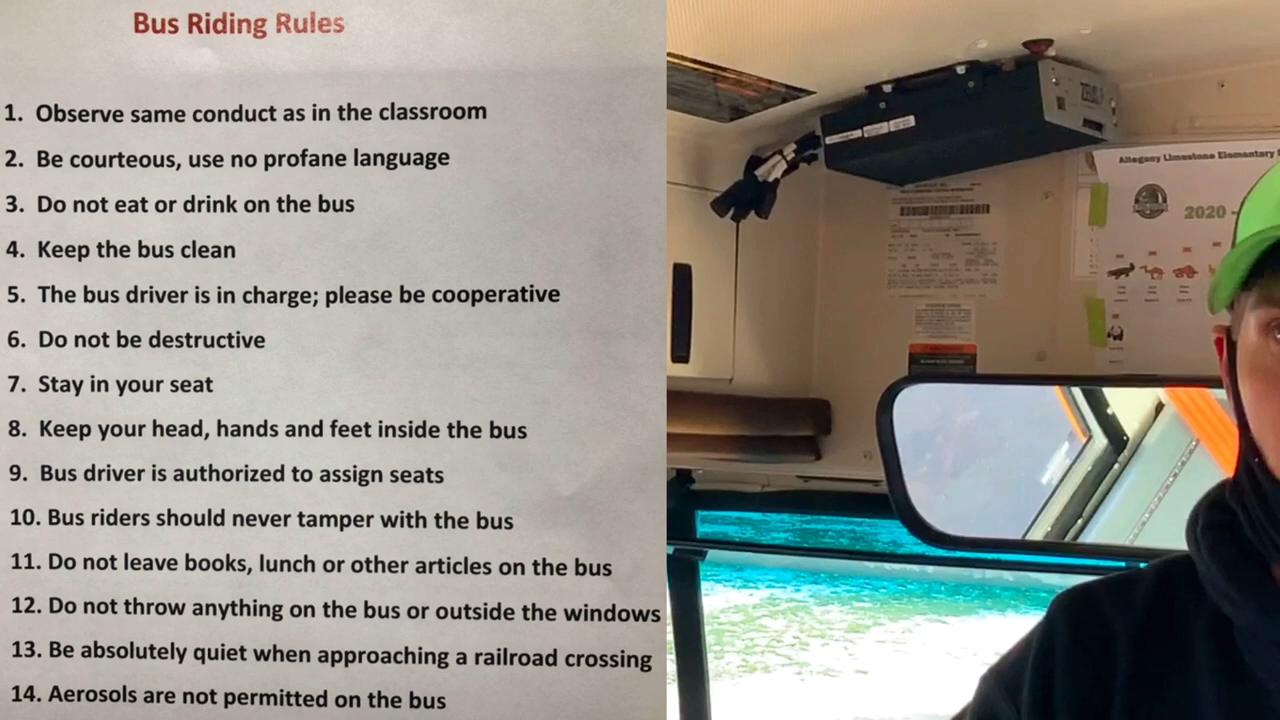 Bus Riding Rules
1. Observe same conduct as in the classroom
2. Be courteous, use no profane language
3. Do not eat or drink on the bus
4. Keep the bus clean
5. The bus driver is in charge; please be cooperative
6. Do not be destructive
7. Stay in your seat
8. Keep your head, hands and feet inside the bus
9. Bus driver is authorized to assign seats
10. Bus riders should never tamper with the bus
11. Do not leave books, lunch or other articles on the bus
12. Do not throw anything on the bus or outside the windows
13. Be absolutely quiet when approaching a railroad crossing
14. Aerosols are not permitted on the bus
Allegany Limestone Elementary
2020 -